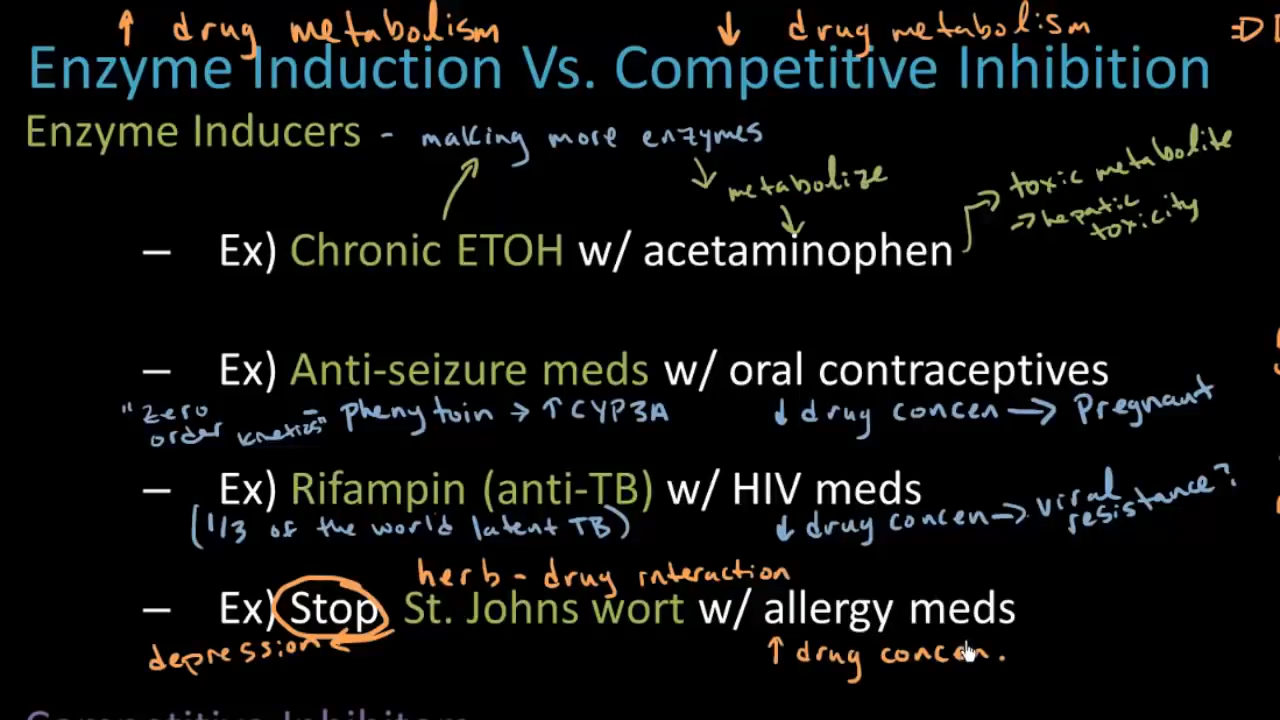 ↑ drug metabolism ↓ drug metabolism
Enzyme Induction Vs. Competitive Inhibition
Enzyme Inducers - making more enzymes
metabolize
toxic metabolite
→ hepatic toxicity
– Ex) Chronic ETOH w/ acetaminophen
– Ex) Anti-seizure meds w/ oral contraceptives
"zero order kinetics" - phenytoin → ↑ CYP3A ↓ drug concen → Pregnant
– Ex) Rifampin (anti-TB) w/ HIV meds
(1/3 of the world latent TB) ↓ drug concen → viral resistance?
herb - drug interaction
– Ex) Stop St. Johns wort w/ allergy meds
depression ← ↑ drug concen.
Competitive Inhibitors